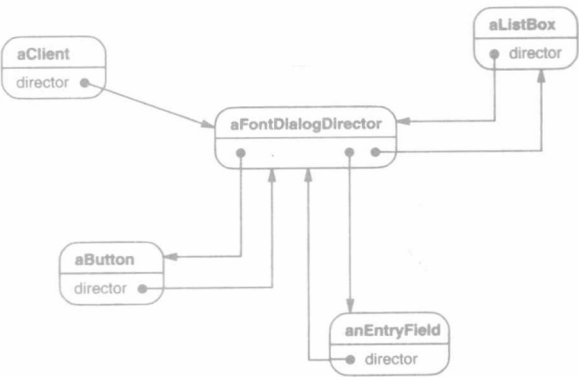 aListBox
director
aClient
director
aFontDialogDirector
aButton
director
anEntryField
director